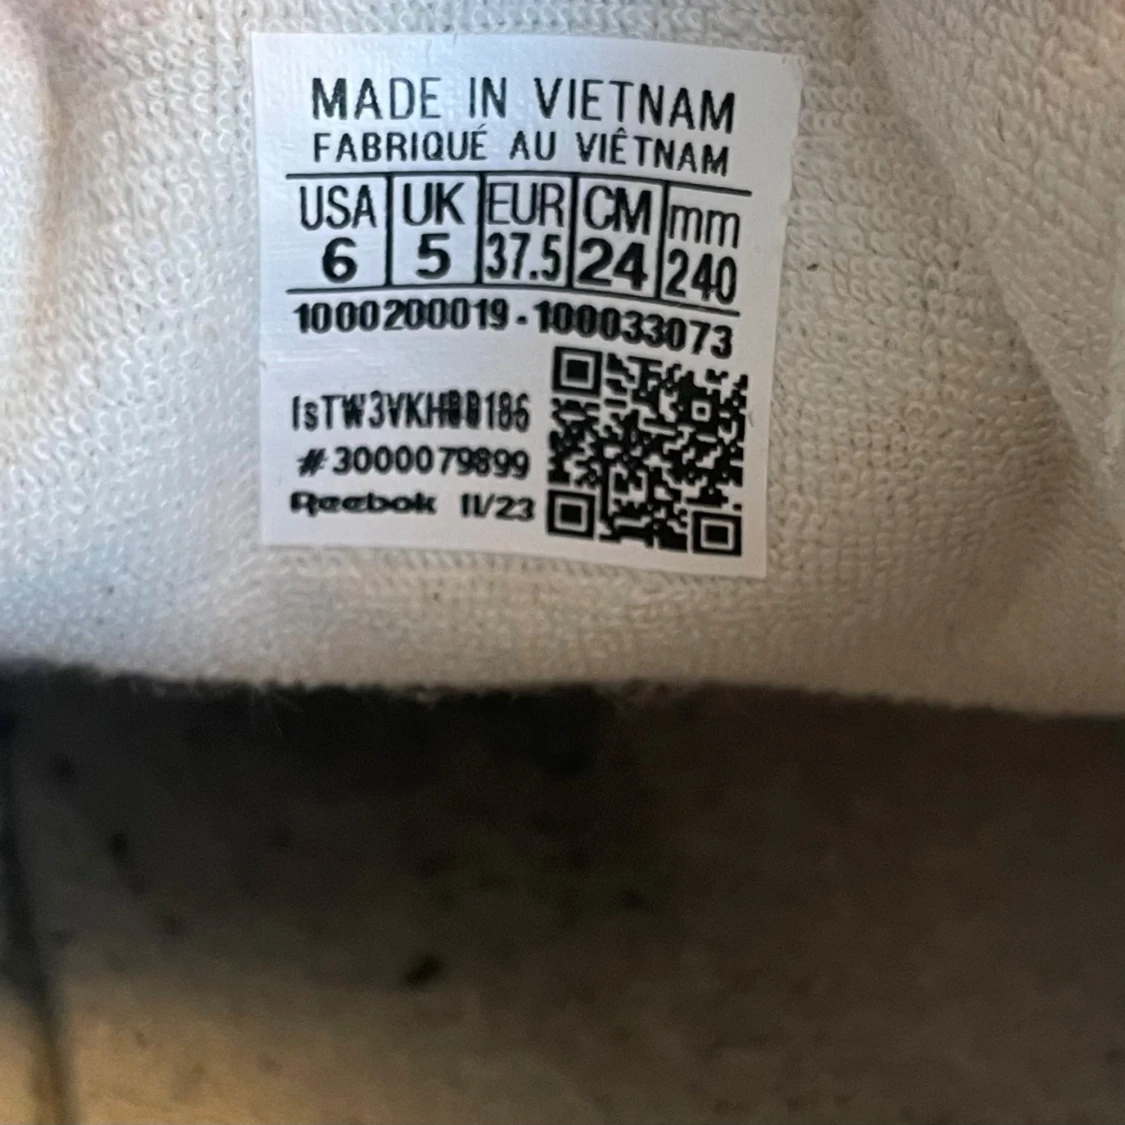 MADE IN VIETNAM
FABRIQUÉ AU VIÊTNAM
USA UK EUR CM mm
6 5 37.5 24 240
1000200019 - 100033073
#3000079899
Reebok 11/23